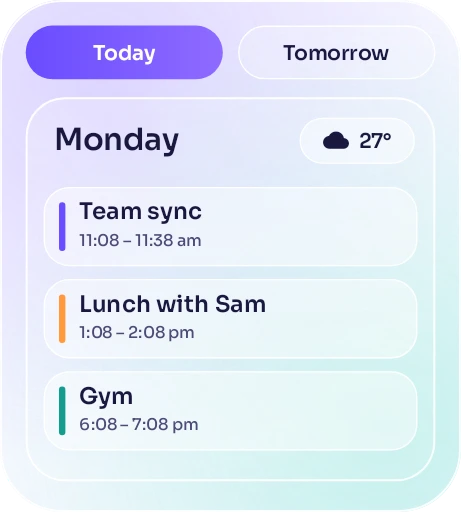 Today
Tomorrow
Monday
27°
Team sync
11:08 – 11:38 am
Lunch with Sam
1:08 – 2:08 pm
Gym
6:08 – 7:08 pm